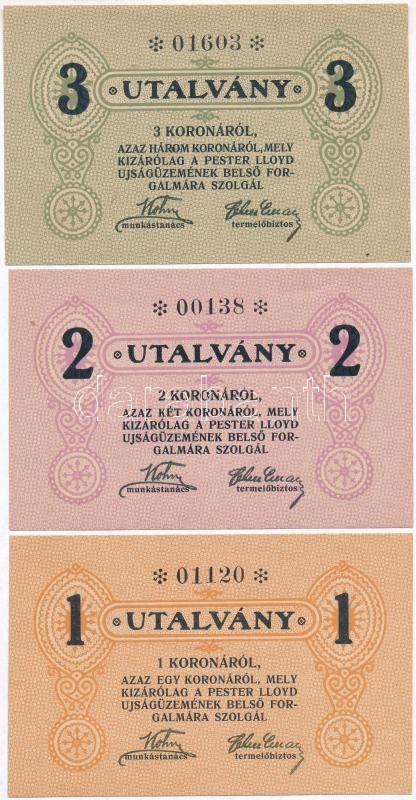 ✻ 01603 ✻
3 UTALVÁNY 3
3 KORONÁRÓL,
AZAZ HÁROM KORONÁRÓL, MELY
KIZÁRÓLAG A PESTER LLOYD
UJSÁGÜZEMÉNEK BELSŐ FOR-
GALMÁRA SZOLGÁL
munkástanács termelőbiztos
✻ 00138 ✻
2 UTALVÁNY 2
2 KORONÁRÓL,
AZAZ KÉT KORONÁRÓL, MELY
KIZÁRÓLAG A PESTER LLOYD
UJSÁGÜZEMÉNEK BELSŐ FOR-
GALMÁRA SZOLGÁL
munkástanács termelőbiztos
✻ 01120 ✻
1 UTALVÁNY 1
1 KORONÁRÓL,
AZAZ EGY KORONÁRÓL, MELY
KIZÁRÓLAG A PESTER LLOYD
UJSÁGÜZEMÉNEK BELSŐ FOR-
GALMÁRA SZOLGÁL
munkástanács termelőbiztos